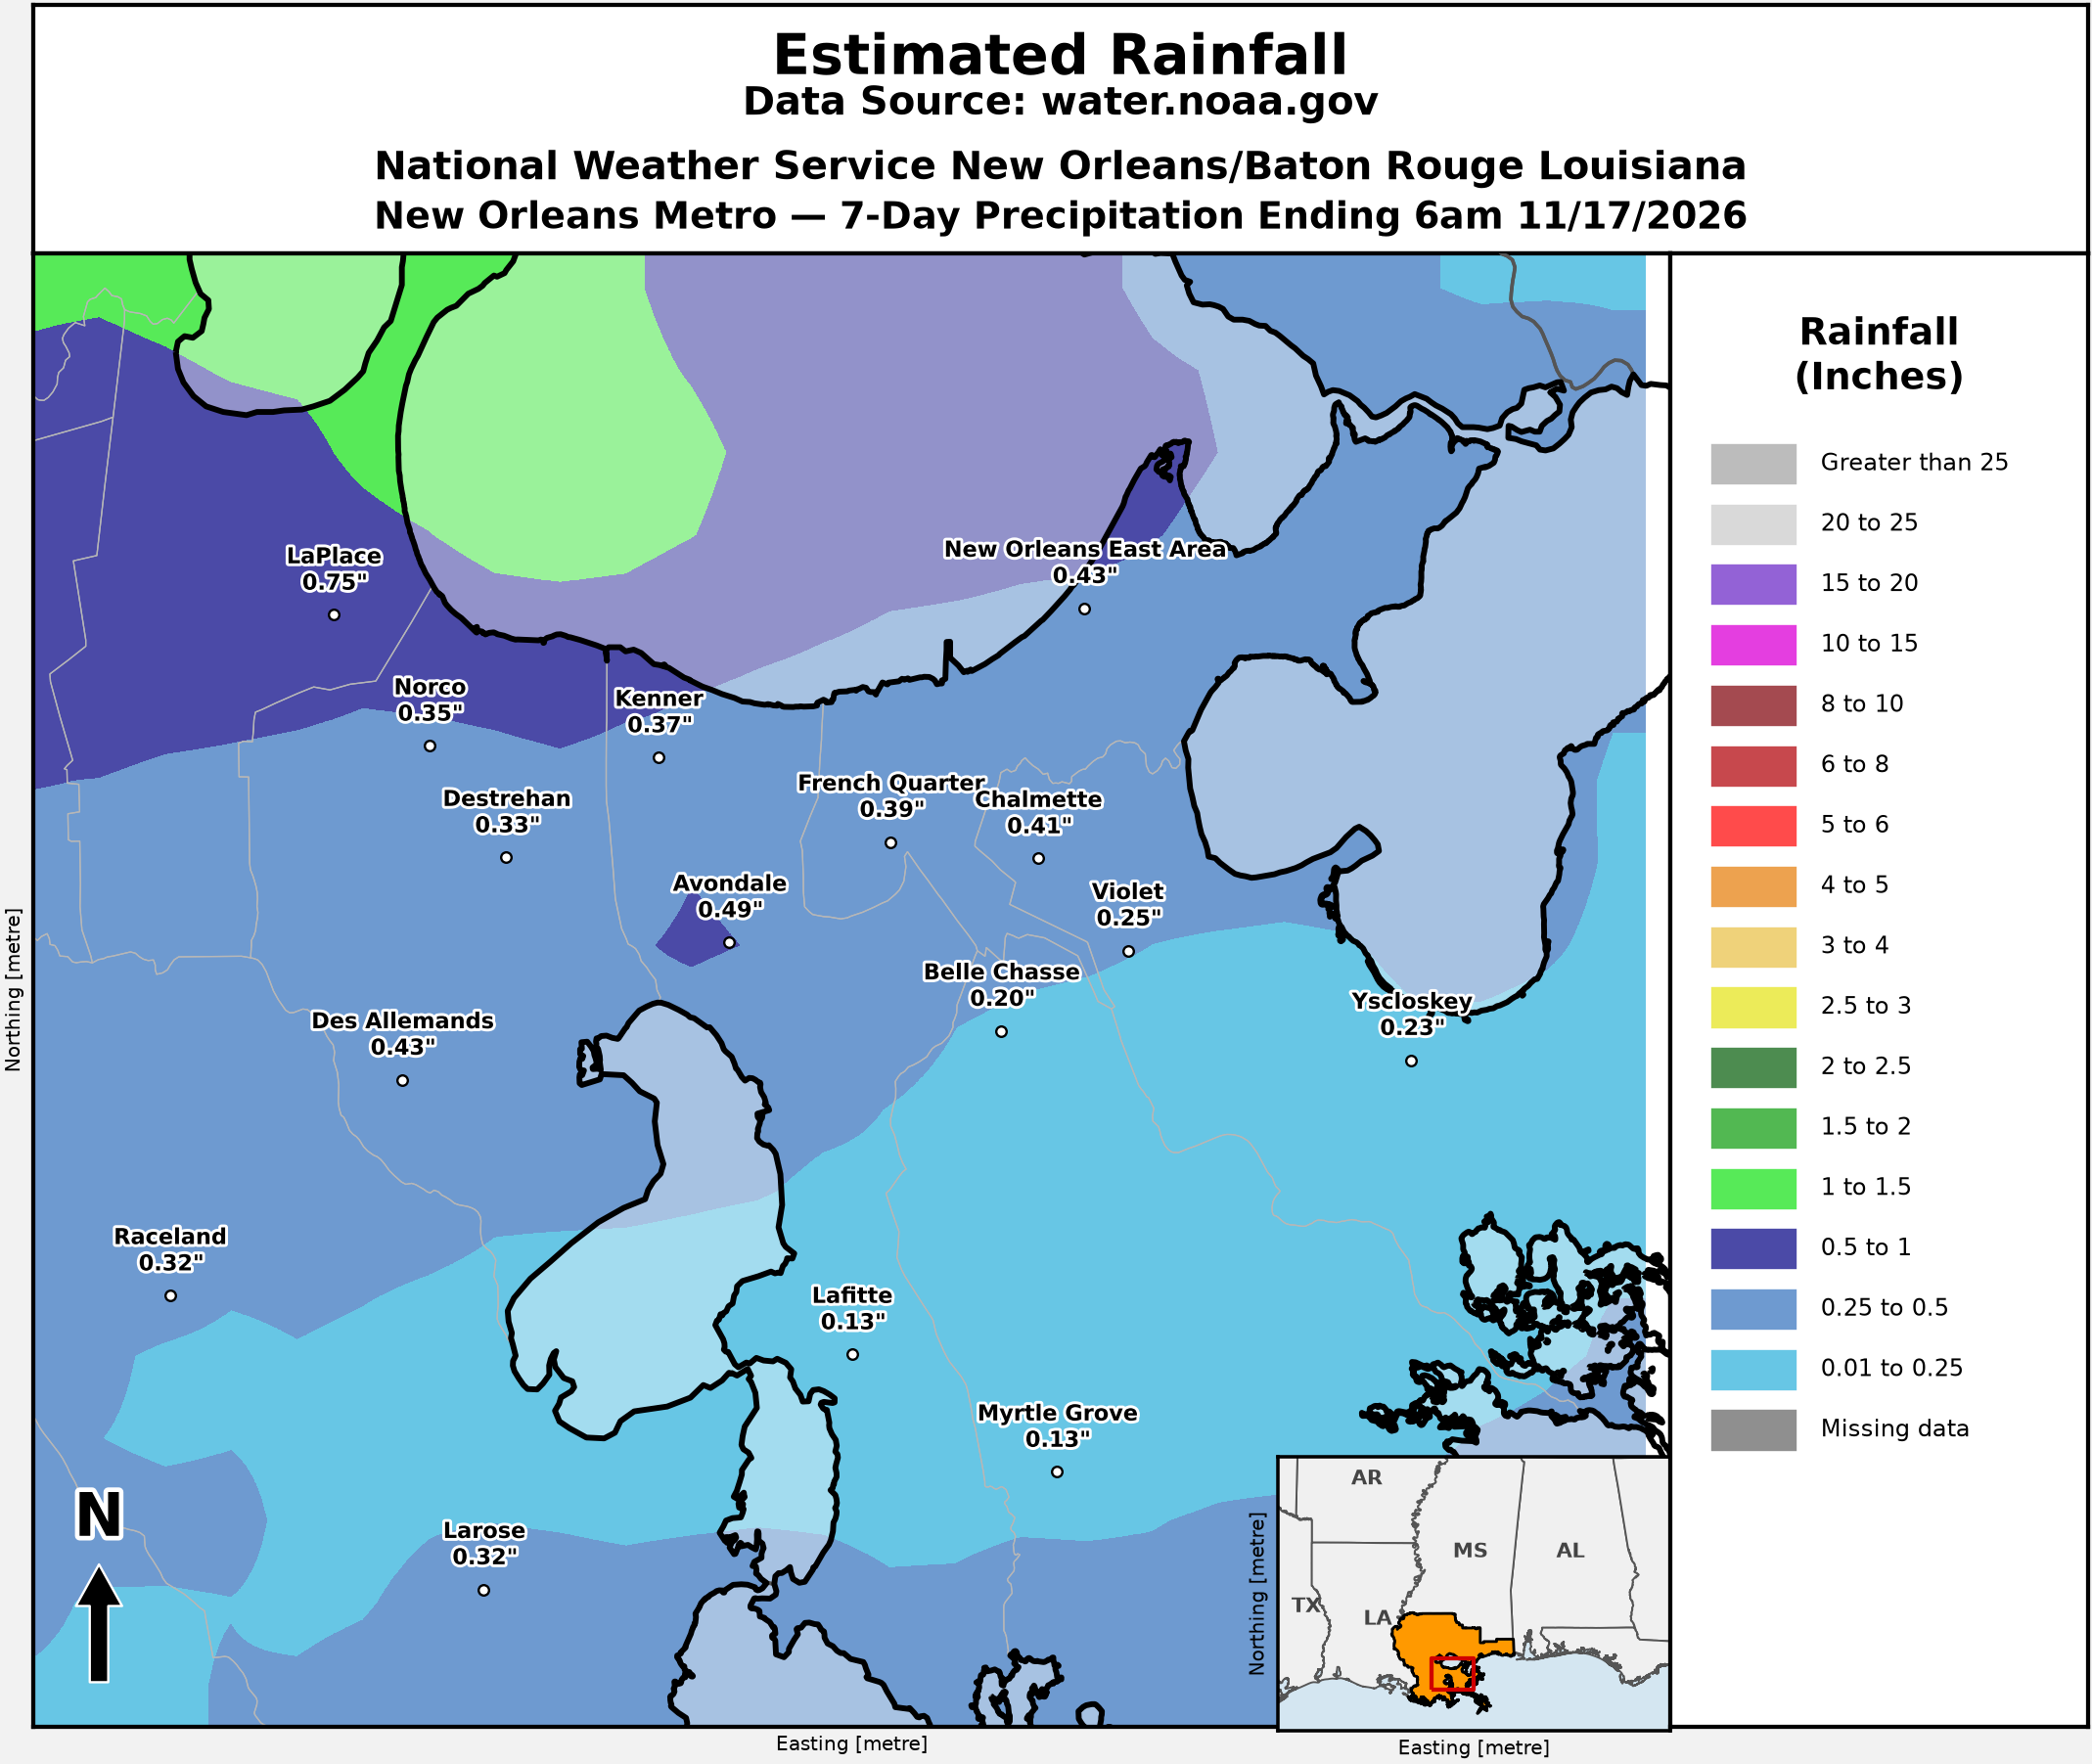 Estimated Rainfall
Data Source: water.noaa.gov
National Weather Service New Orleans/Baton Rouge Louisiana
New Orleans Metro — 7-Day Precipitation Ending 6am 11/17/2026
Rainfall
(Inches)
Greater than 25
20 to 25
15 to 20
10 to 15
8 to 10
6 to 8
5 to 6
4 to 5
3 to 4
2.5 to 3
2 to 2.5
1.5 to 2
1 to 1.5
0.5 to 1
0.25 to 0.5
0.01 to 0.25
Missing data
LaPlace
0.75"
New Orleans East Area
0.43"
Norco
0.35"
Kenner
0.37"
Destrehan
0.33"
French Quarter
0.39"
Chalmette
0.41"
Avondale
0.49"
Violet
0.25"
Belle Chasse
0.20"
Yscloskey
0.23"
Des Allemands
0.43"
Raceland
0.32"
Lafitte
0.13"
Myrtle Grove
0.13"
Larose
0.32"
N
AR
MS
AL
TX
LA
Northing [metre]
Northing [metre]
Easting [metre]
Easting [metre]